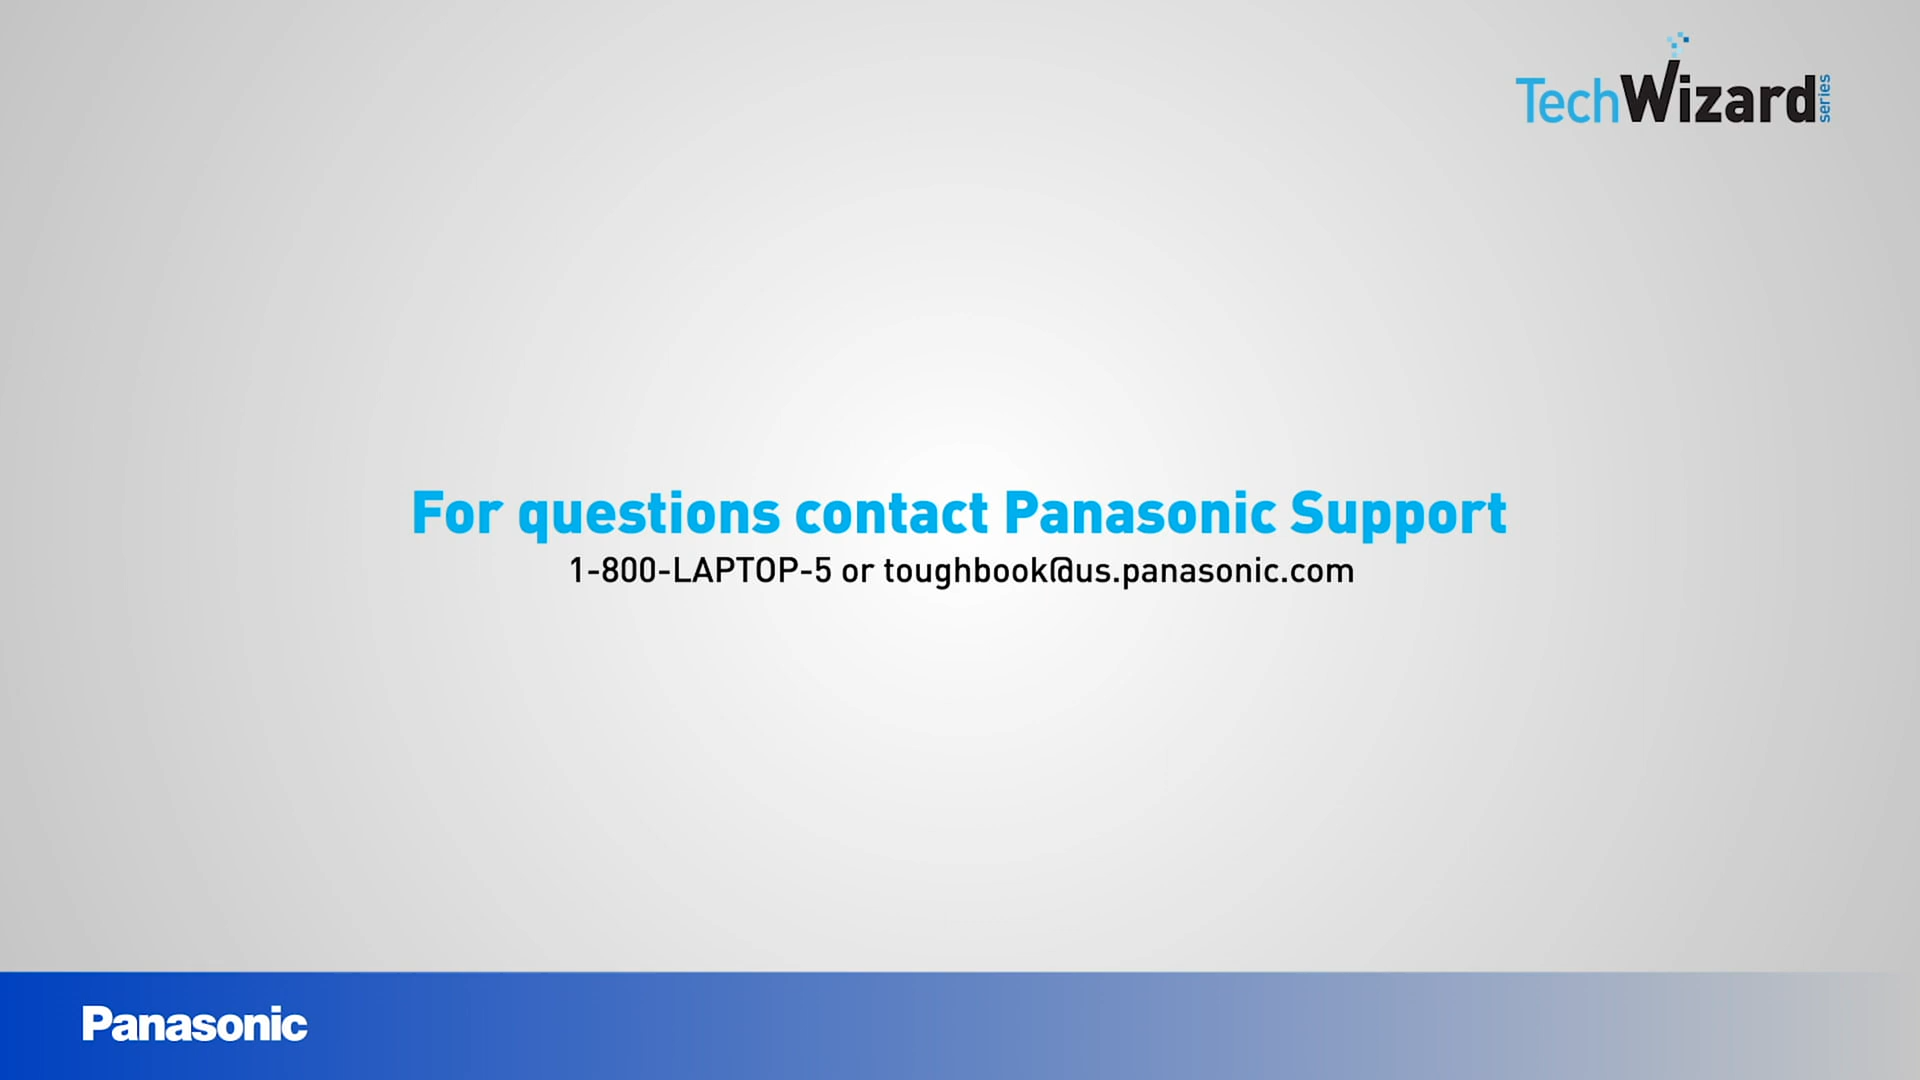 TechWizard series
For questions contact Panasonic Support
1-800-LAPTOP-5 or toughbook@us.panasonic.com
Panasonic